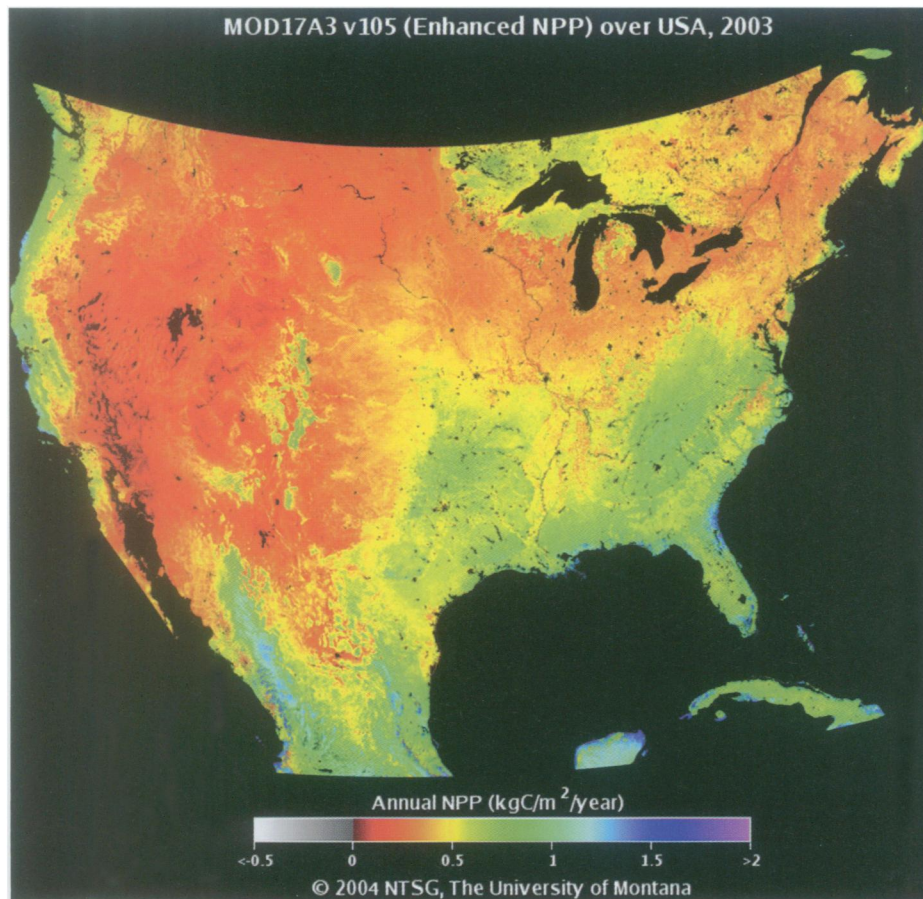 MOD17A3 v105 (Enhanced NPP) over USA, 2003
Annual NPP (kgC/m²/year)
<-0.5 0 0.5 1 1.5 >2
© 2004 NTSG, The University of Montana